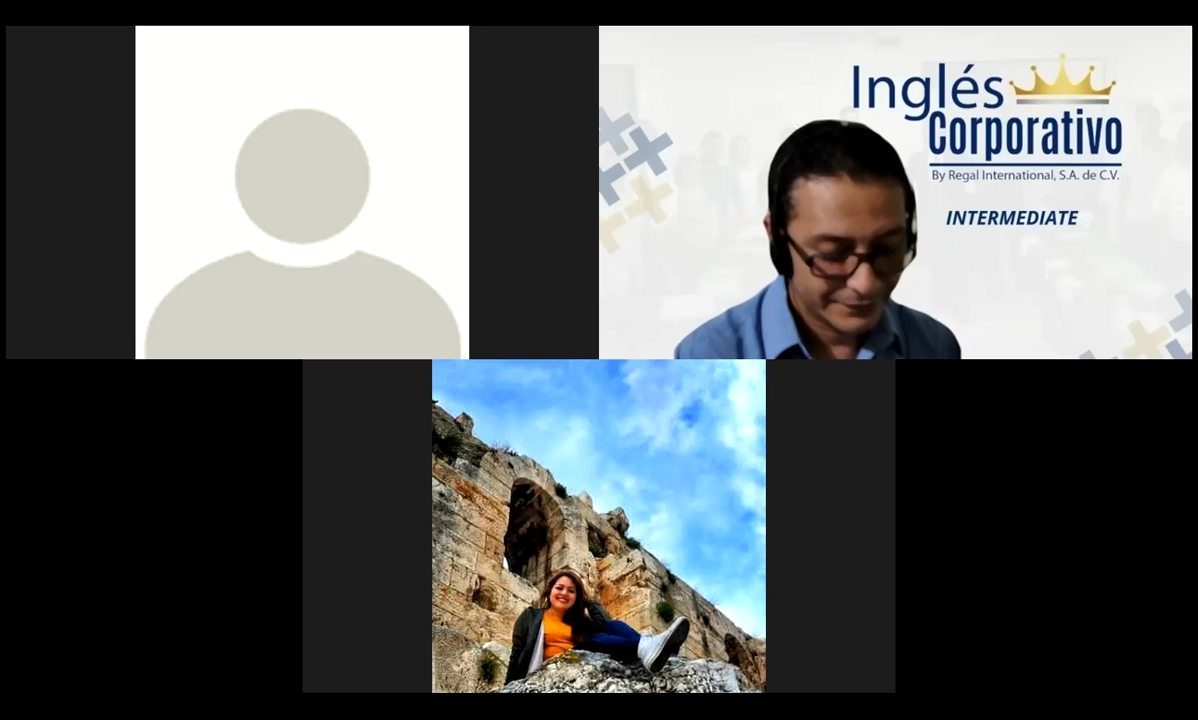 Inglés
Corporativo
By Regal International, S.A. de C.V.
INTERMEDIATE